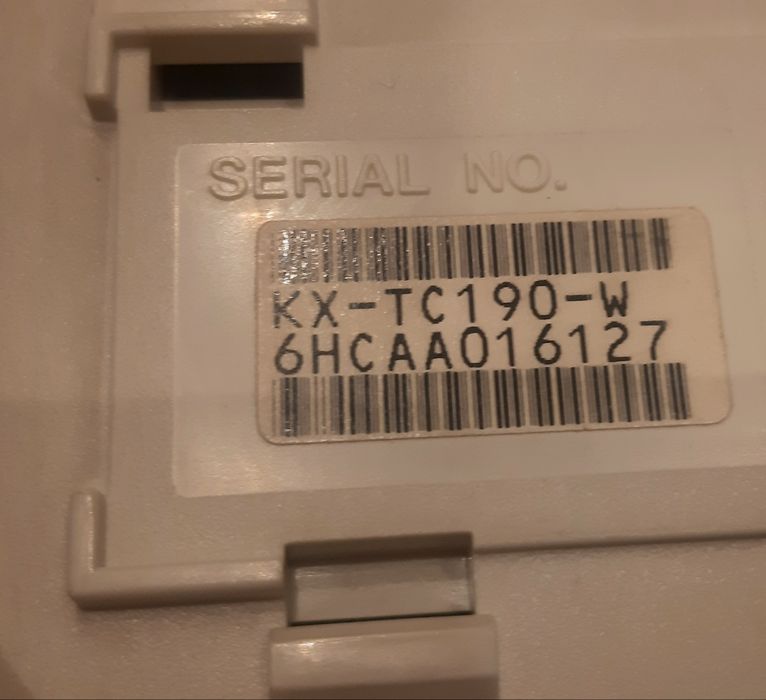 SERIAL NO.
KX-TC190-W
6HCAA016127